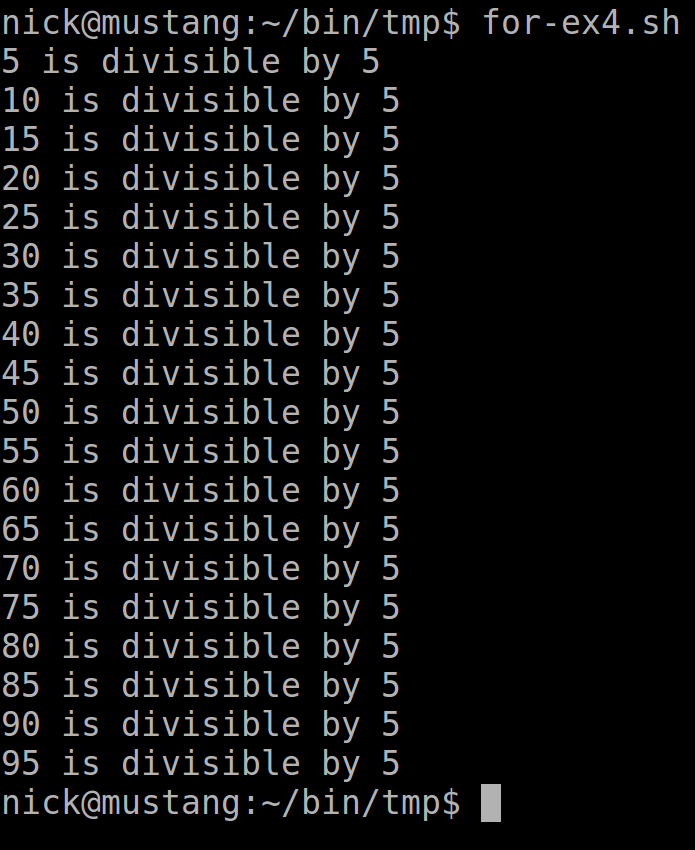 nick@mustang:~/bin/tmp$ for-ex4.sh
5 is divisible by 5
10 is divisible by 5
15 is divisible by 5
20 is divisible by 5
25 is divisible by 5
30 is divisible by 5
35 is divisible by 5
40 is divisible by 5
45 is divisible by 5
50 is divisible by 5
55 is divisible by 5
60 is divisible by 5
65 is divisible by 5
70 is divisible by 5
75 is divisible by 5
80 is divisible by 5
85 is divisible by 5
90 is divisible by 5
95 is divisible by 5
nick@mustang:~/bin/tmp$